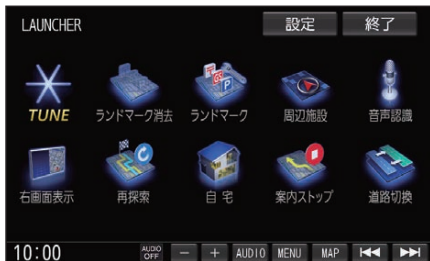 LAUNCHER 設定 終了
TUNE ランドマーク消去 ランドマーク 周辺施設 音声認識
右画面表示 再探索 自宅 案内ストップ 道路切換
10:00 AUDIO OFF − + AUDIO MENU MAP